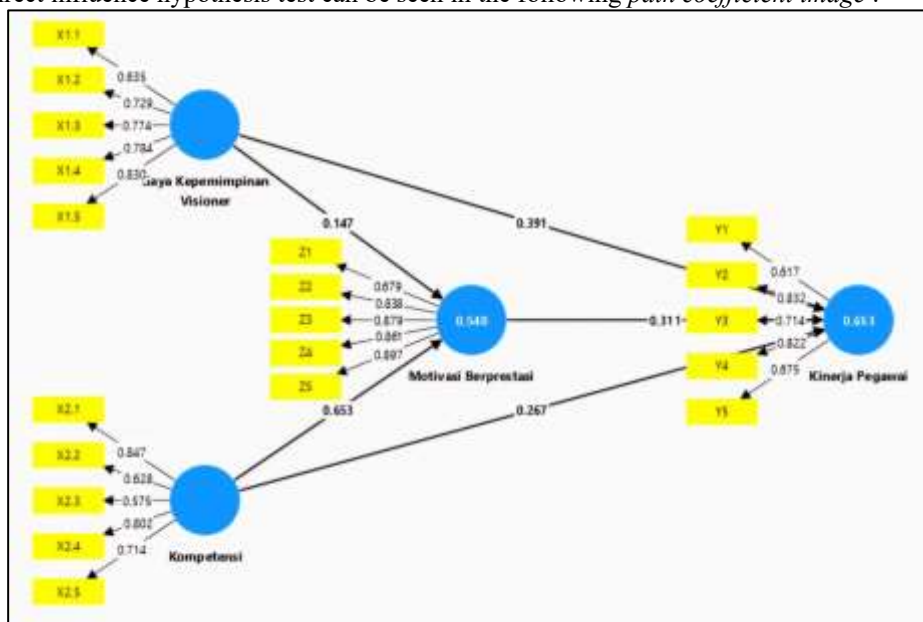 direct influence hypothesis test can be seen in the following path coefficient image .
X1.1
X1.2
X1.3
X1.4
X1.5
0.835
0.729
0.774
0.784
0.830
Gaya Kepemimpinan
Visioner
0.147
0.391
Z1
Z2
Z3
Z4
Z5
0.679
0.838
0.879
0.861
0.897
0.540
Motivasi Berprestasi
0.311
Y1
Y2
Y3
Y4
Y5
0.617
0.832
0.714
0.822
0.675
0.653
Kinerja Pegawai
0.653
0.267
X2.1
X2.2
X2.3
X2.4
X2.5
0.847
0.628
0.575
0.802
0.714
Kompetensi